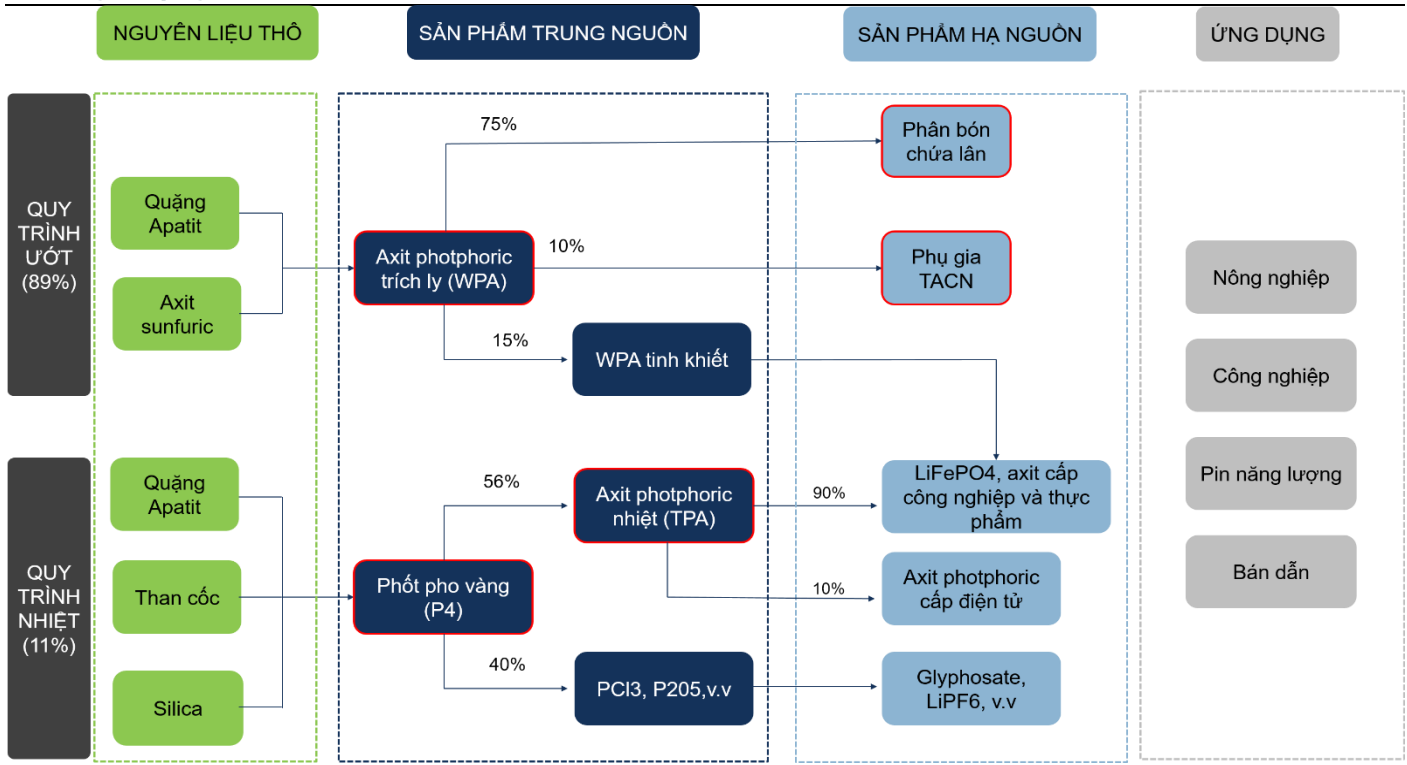 NGUYÊN LIỆU THÔ
SẢN PHẨM TRUNG NGUỒN
SẢN PHẨM HẠ NGUỒN
ỨNG DỤNG
QUY
TRÌNH
ƯỚT
(89%)
Quặng
Apatit
Axit
sunfuric
Axit photphoric
trích ly (WPA)
75%
10%
15%
WPA tinh khiết
Phân bón
chứa lân
Phụ gia
TACN
QUY
TRÌNH
NHIỆT
(11%)
Quặng
Apatit
Than cốc
Silica
Phốt pho vàng
(P4)
56%
40%
Axit photphoric
nhiệt (TPA)
PCI3, P205,v.v
90%
10%
LiFePO4, axit cấp
công nghiệp và thực
phẩm
Axit photphoric
cấp điện tử
Glyphosate,
LiPF6, v.v
Nông nghiệp
Công nghiệp
Pin năng lượng
Bán dẫn